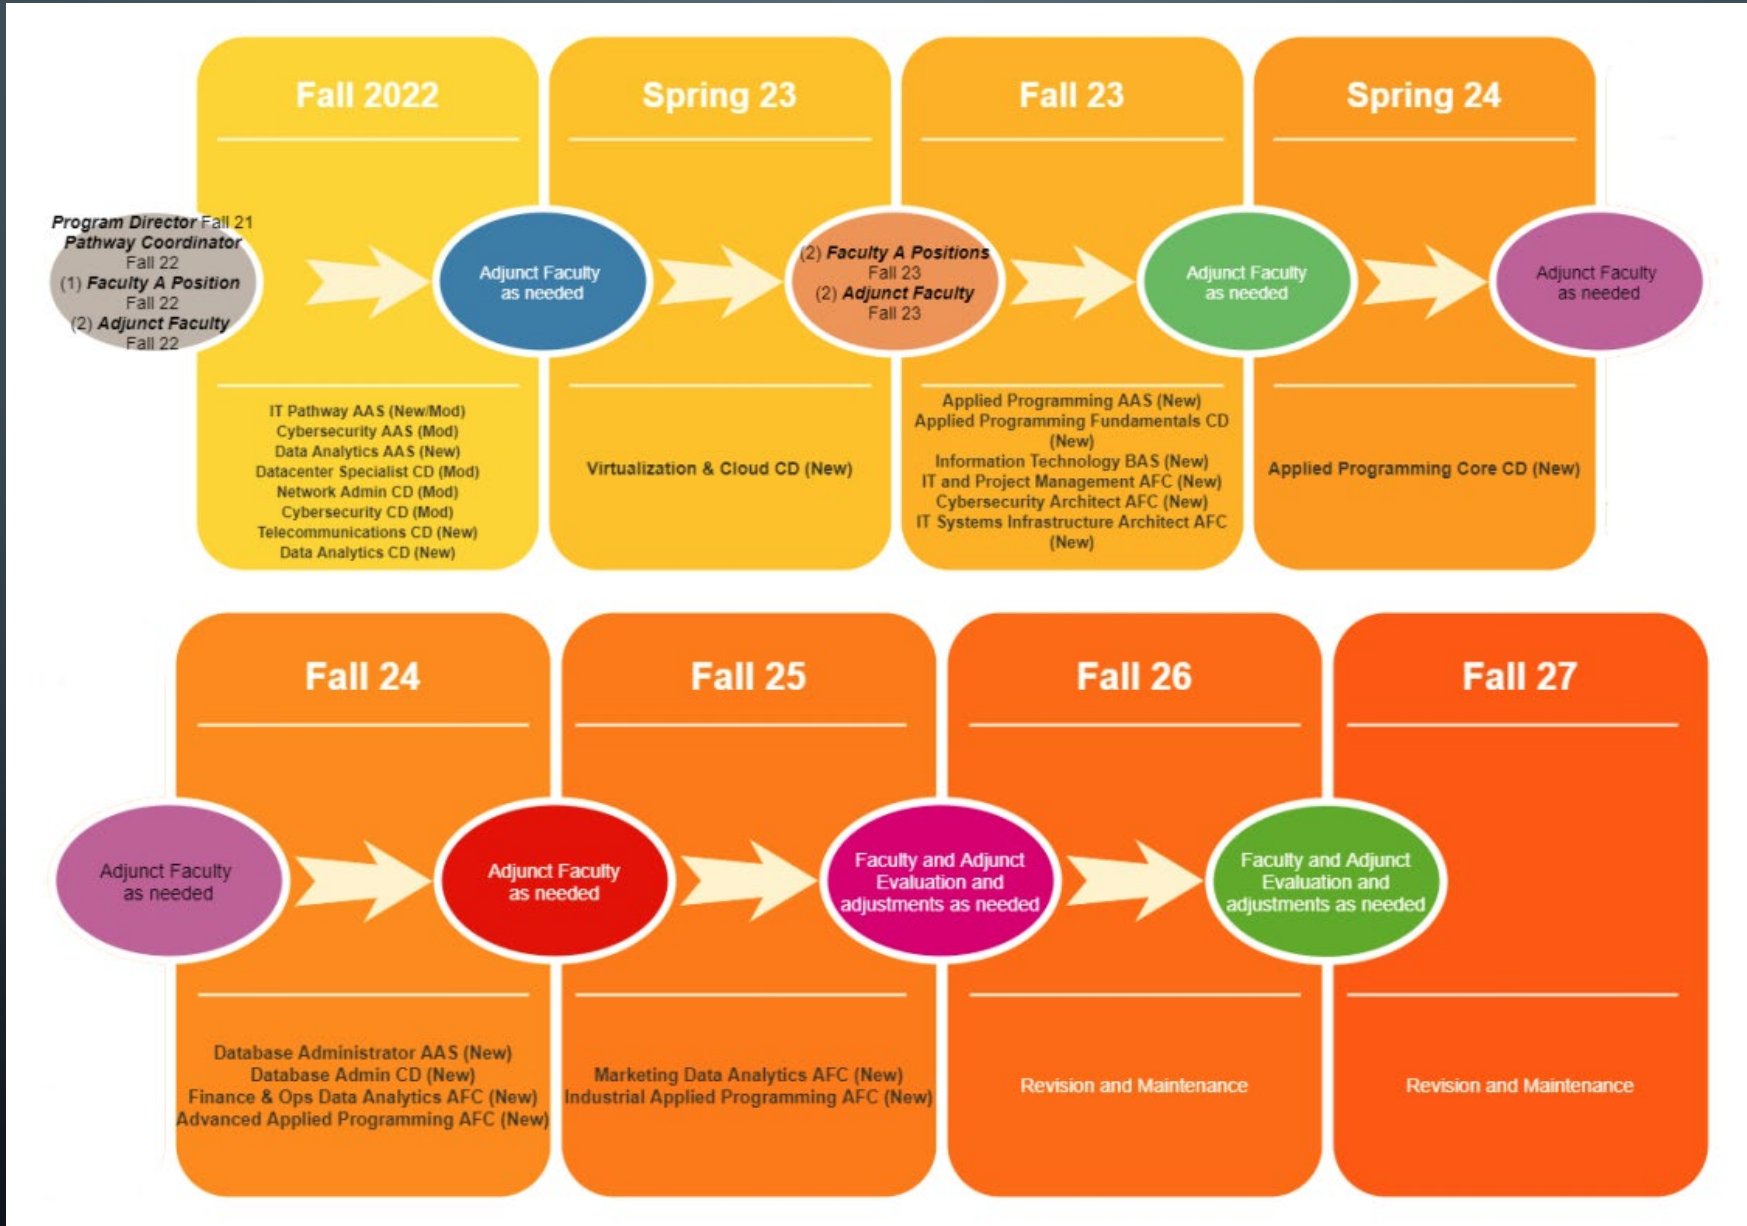 Fall 2022
Spring 23
Fall 23
Spring 24
Program Director Fall 21
Pathway Coordinator
Fall 22
(1) Faculty A Position
Fall 22
(2) Adjunct Faculty
Fall 22
Adjunct Faculty
as needed
(2) Faculty A Positions
Fall 23
(2) Adjunct Faculty
Fall 23
Adjunct Faculty
as needed
Adjunct Faculty
as needed
IT Pathway AAS (New/Mod)
Cybersecurity AAS (Mod)
Data Analytics AAS (New)
Datacenter Specialist CD (Mod)
Network Admin CD (Mod)
Cybersecurity CD (Mod)
Telecommunications CD (New)
Data Analytics CD (New)
Virtualization & Cloud CD (New)
Applied Programming AAS (New)
Applied Programming Fundamentals CD
(New)
Information Technology BAS (New)
IT and Project Management AFC (New)
Cybersecurity Architect AFC (New)
IT Systems Infrastructure Architect AFC
(New)
Applied Programming Core CD (New)
Fall 24
Fall 25
Fall 26
Fall 27
Adjunct Faculty
as needed
Adjunct Faculty
as needed
Faculty and Adjunct
Evaluation and
adjustments as needed
Faculty and Adjunct
Evaluation and
adjustments as needed
Database Administrator AAS (New)
Database Admin CD (New)
Finance & Ops Data Analytics AFC (New)
Advanced Applied Programming AFC (New)
Marketing Data Analytics AFC (New)
Industrial Applied Programming AFC (New)
Revision and Maintenance
Revision and Maintenance